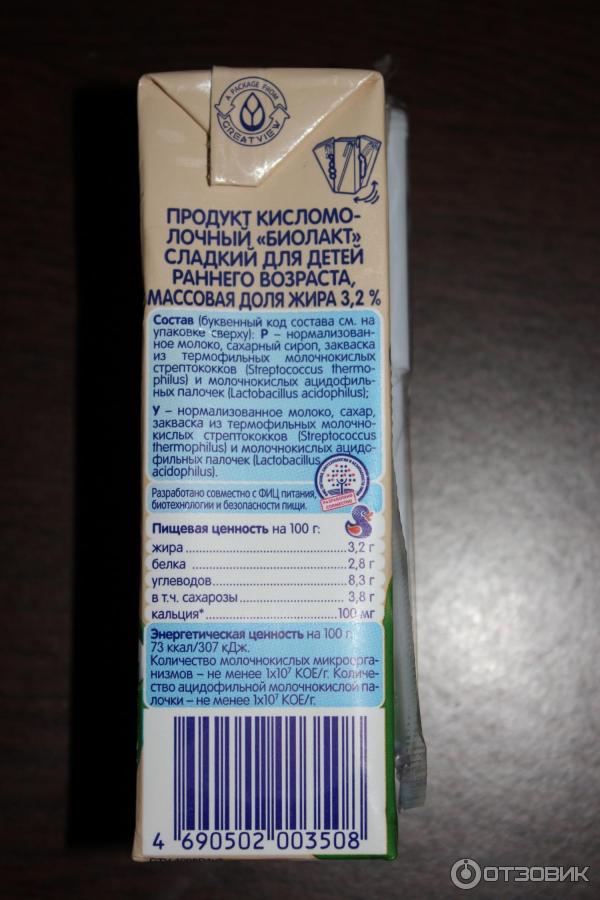 A PACKAGE FROM
GREATVIEW
ПРОДУКТ КИСЛОМО-
ЛОЧНЫЙ «БИОЛАКТ»
СЛАДКИЙ ДЛЯ ДЕТЕЙ
РАННЕГО ВОЗРАСТА,
МАССОВАЯ ДОЛЯ ЖИРА 3,2 %
Состав (буквенный код состава см. на
упаковке сверху): Р – нормализован-
ное молоко, сахарный сироп, закваска
из термофильных молочнокислых
стрептококков (Streptococcus thermo-
philus) и молочнокислых ацидофиль-
ных палочек (Lactobacillus acidophilus);
У – нормализованное молоко, сахар,
закваска из термофильных молочно-
кислых стрептококков (Streptococcus
thermophilus) и молочнокислых ацидо-
фильных палочек (Lactobacillus
acidophilus).
РАЗРАБОТАНО
СОВМЕСТНО
Разработано совместно с ФИЦ питания,
биотехнологии и безопасности пищи.
Пищевая ценность на 100 г:
жира 3,2 г
белка 2,8 г
углеводов 8,3 г
в т.ч. сахарозы 3,8 г
кальция* 100 мг
Энергетическая ценность на 100 г:
73 ккал/307 кДж.
Количество молочнокислых микроорга-
низмов – не менее 1х10⁷ КОЕ/г. Количе-
ство ацидофильной молочнокислой па-
лочки – не менее 1х10⁷ КОЕ/г.
4 690502 003508
ОТЗОВИК